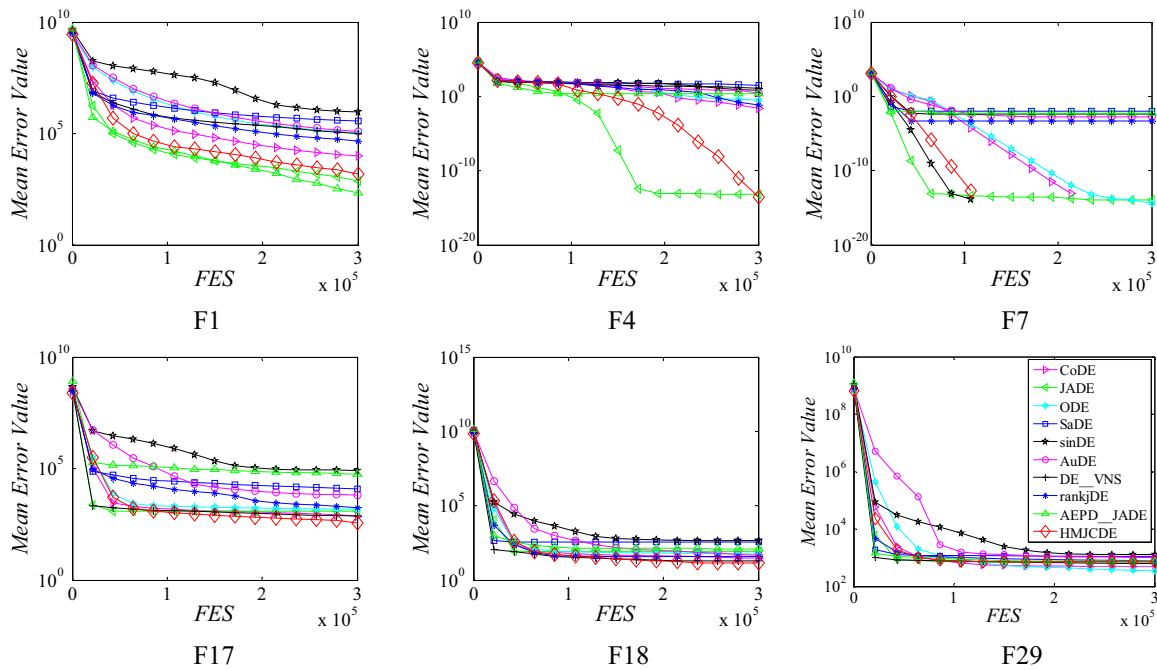 10^10
10^5
10^0
Mean Error Value
0 1 2 3
FES
x 10^5
F1
10^10
10^0
10^-10
10^-20
Mean Error Value
0 1 2 3
FES
x 10^5
F4
10^10
10^0
10^-10
10^-20
Mean Error Value
0 1 2 3
FES
x 10^5
F7
10^10
10^5
10^0
Mean Error Value
0 1 2 3
FES
x 10^5
F17
10^15
10^10
10^5
10^0
Mean Error Value
0 1 2 3
FES
x 10^5
F18
10^10
10^8
10^6
10^4
10^2
Mean Error Value
0 1 2 3
FES
x 10^5
CoDE
JADE
ODE
SaDE
sinDE
AuDE
DE__VNS
rankjDE
AEPD__JADE
HMJCDE
F29